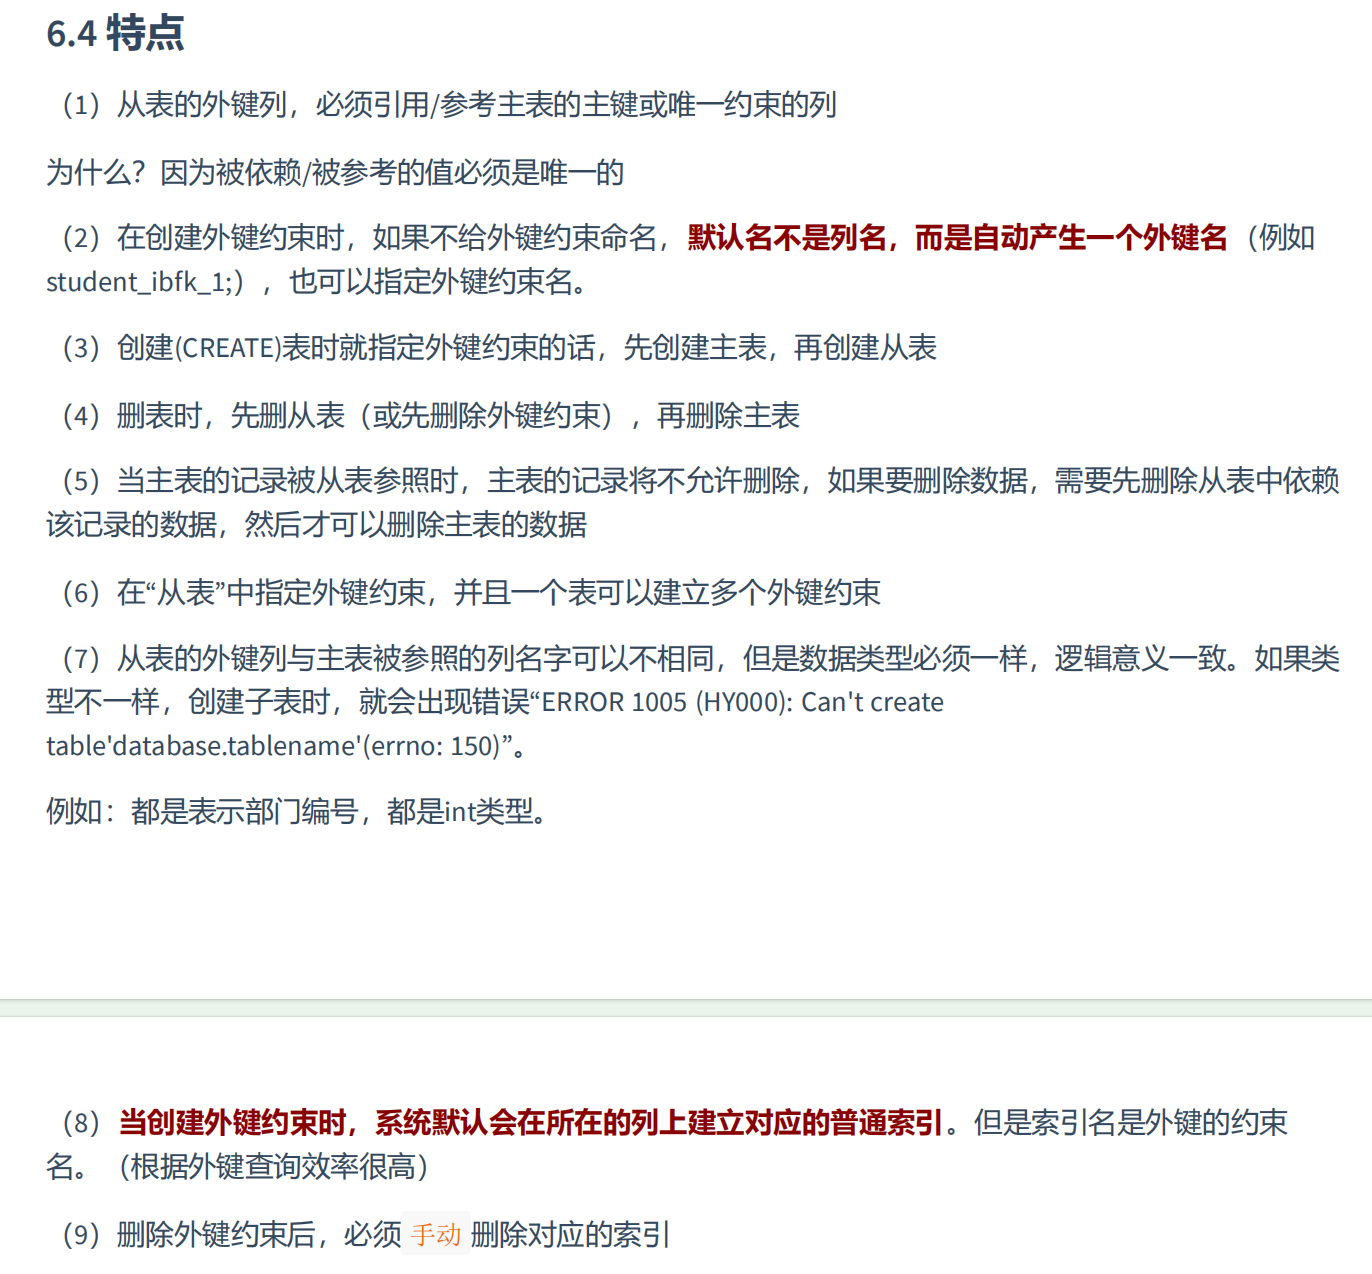 6.4 特点
（1）从表的外键列，必须引用/参考主表的主键或唯一约束的列
为什么？因为被依赖/被参考的值必须是唯一的
（2）在创建外键约束时，如果不给外键约束命名，默认名不是列名，而是自动产生一个外键名（例如
student_ibfk_1;），也可以指定外键约束名。
（3）创建(CREATE)表时就指定外键约束的话，先创建主表，再创建从表
（4）删表时，先删从表（或先删除外键约束），再删除主表
（5）当主表的记录被从表参照时，主表的记录将不允许删除，如果要删除数据，需要先删除从表中依赖
该记录的数据，然后才可以删除主表的数据
（6）在“从表”中指定外键约束，并且一个表可以建立多个外键约束
（7）从表的外键列与主表被参照的列名字可以不相同，但是数据类型必须一样，逻辑意义一致。如果类
型不一样，创建子表时，就会出现错误“ERROR 1005 (HY000): Can't create
table'database.tablename'(errno: 150)”。
例如：都是表示部门编号，都是int类型。
（8）当创建外键约束时，系统默认会在所在的列上建立对应的普通索引。但是索引名是外键的约束
名。（根据外键查询效率很高）
（9）删除外键约束后，必须 手动 删除对应的索引